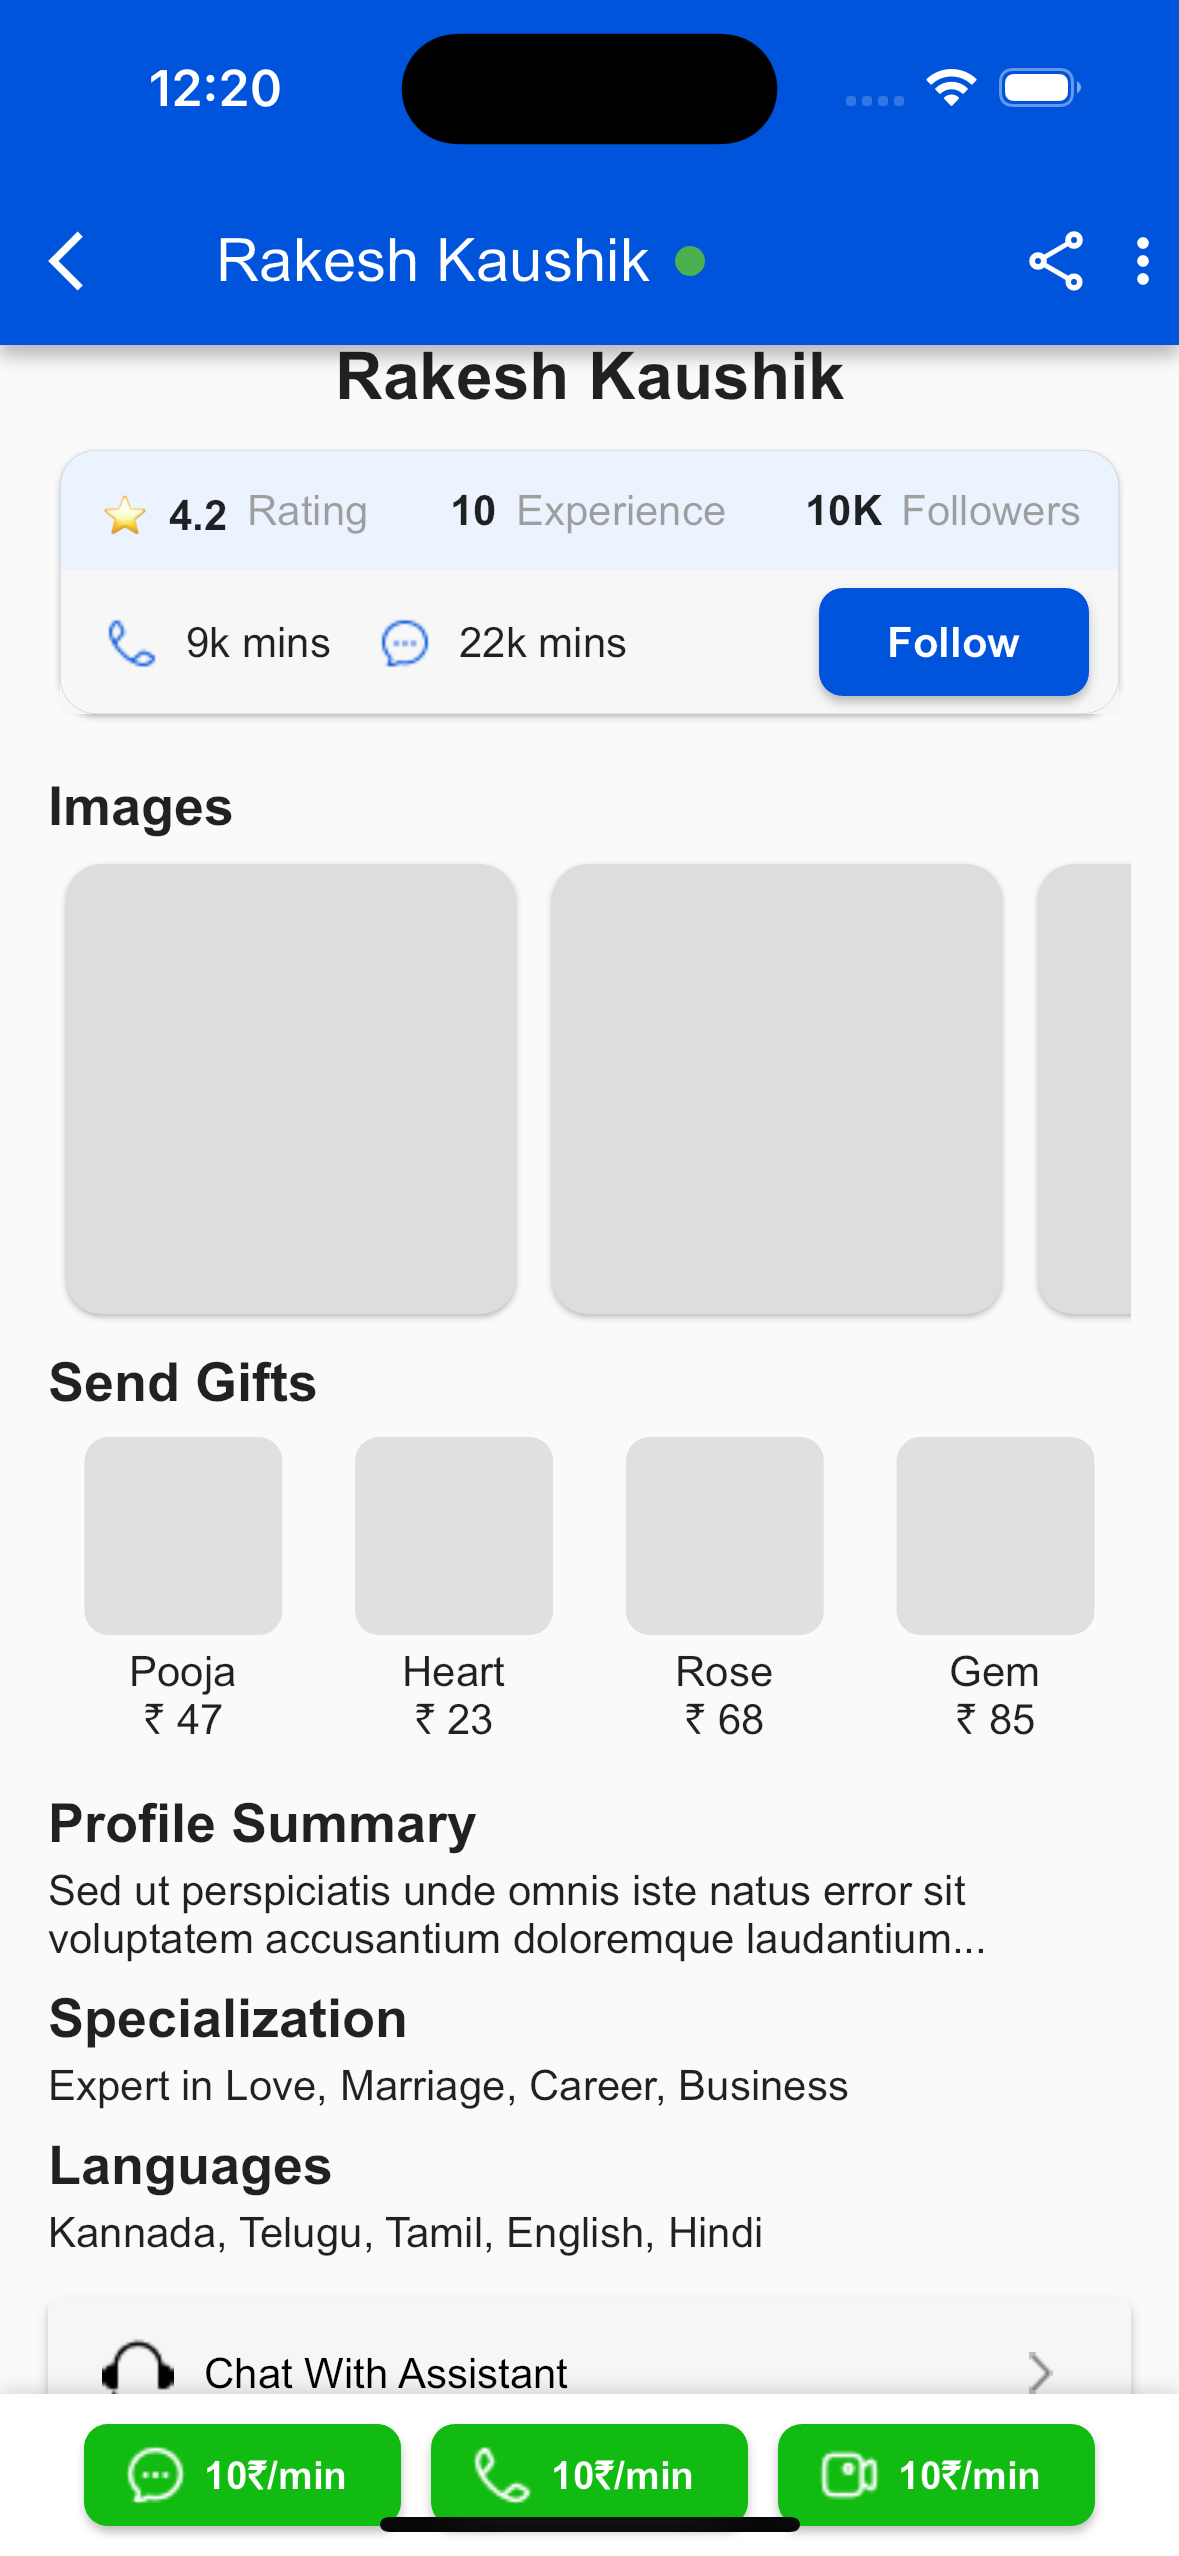 12:20
Rakesh Kaushik
Rakesh Kaushik
4.2 Rating 10 Experience 10K Followers
9k mins 22k mins Follow
Images
Send Gifts
Pooja Heart Rose Gem
₹ 47 ₹ 23 ₹ 68 ₹ 85
Profile Summary
Sed ut perspiciatis unde omnis iste natus error sit
voluptatem accusantium doloremque laudantium...
Specialization
Expert in Love, Marriage, Career, Business
Languages
Kannada, Telugu, Tamil, English, Hindi
Chat With Assistant
10₹/min 10₹/min 10₹/min